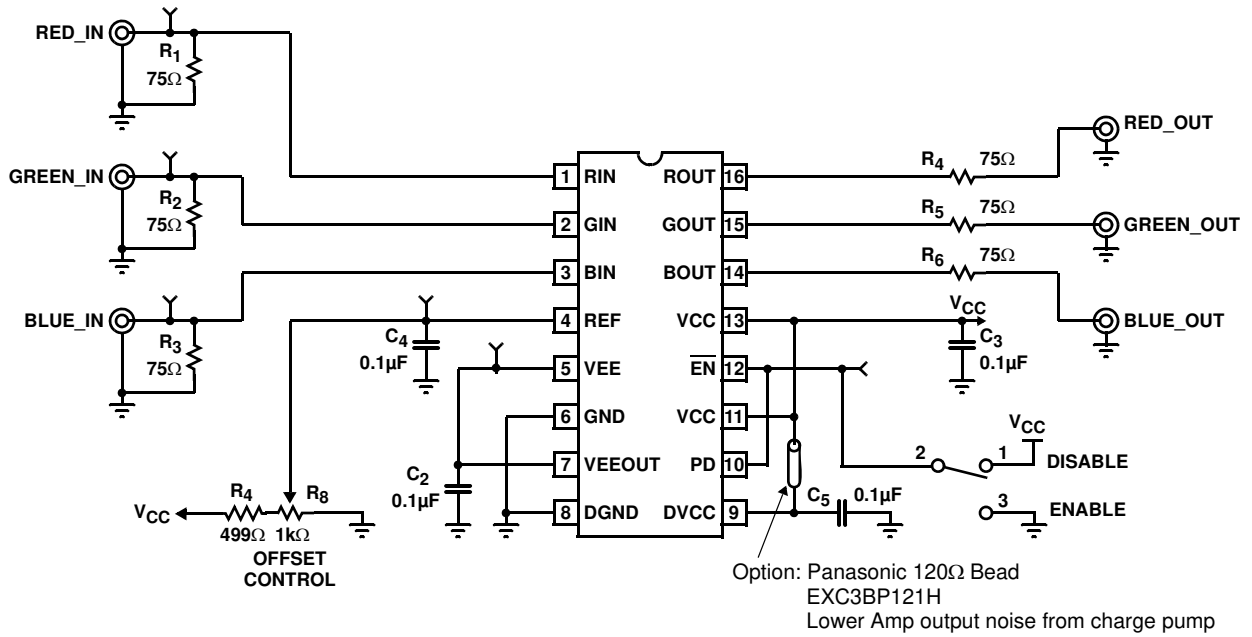 RED_IN
R1
75Ω
GREEN_IN
R2
75Ω
BLUE_IN
R3
75Ω
C4
0.1µF
C2
0.1µF
VCC
R4
499Ω
R8
1kΩ
OFFSET
CONTROL
1 RIN
2 GIN
3 BIN
4 REF
5 VEE
6 GND
7 VEEOUT
8 DGND
ROUT 16
GOUT 15
BOUT 14
VCC 13
EN 12
VCC 11
PD 10
DVCC 9
R4 75Ω
RED_OUT
R5 75Ω
GREEN_OUT
R6 75Ω
BLUE_OUT
VCC
C3
0.1µF
VCC
2 1
DISABLE
3 ENABLE
C5 0.1µF
Option: Panasonic 120Ω Bead
EXC3BP121H
Lower Amp output noise from charge pump